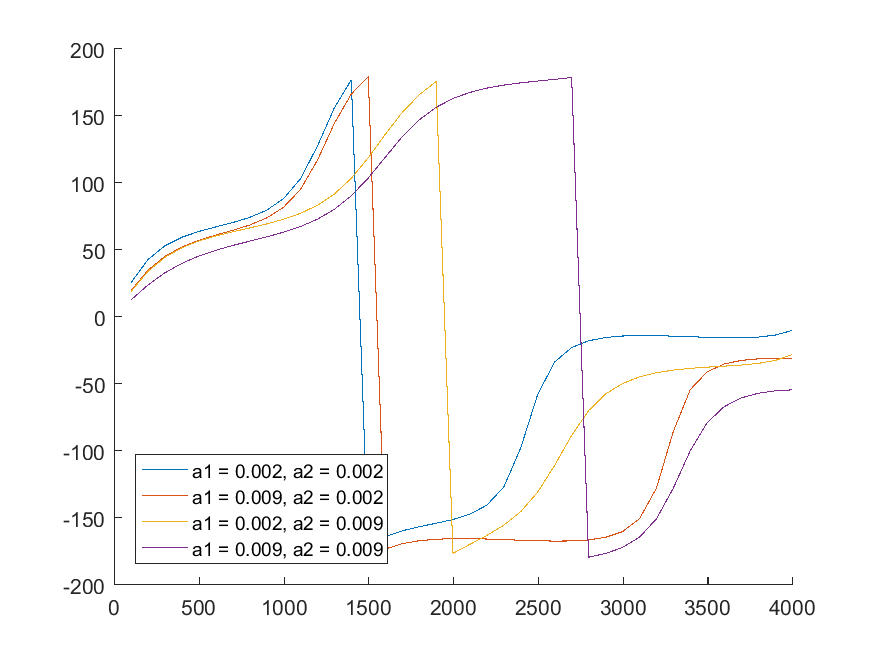 200
150
100
50
0
-50
-100
-150
-200
a1 = 0.002, a2 = 0.002
a1 = 0.009, a2 = 0.002
a1 = 0.002, a2 = 0.009
a1 = 0.009, a2 = 0.009
0 500 1000 1500 2000 2500 3000 3500 4000